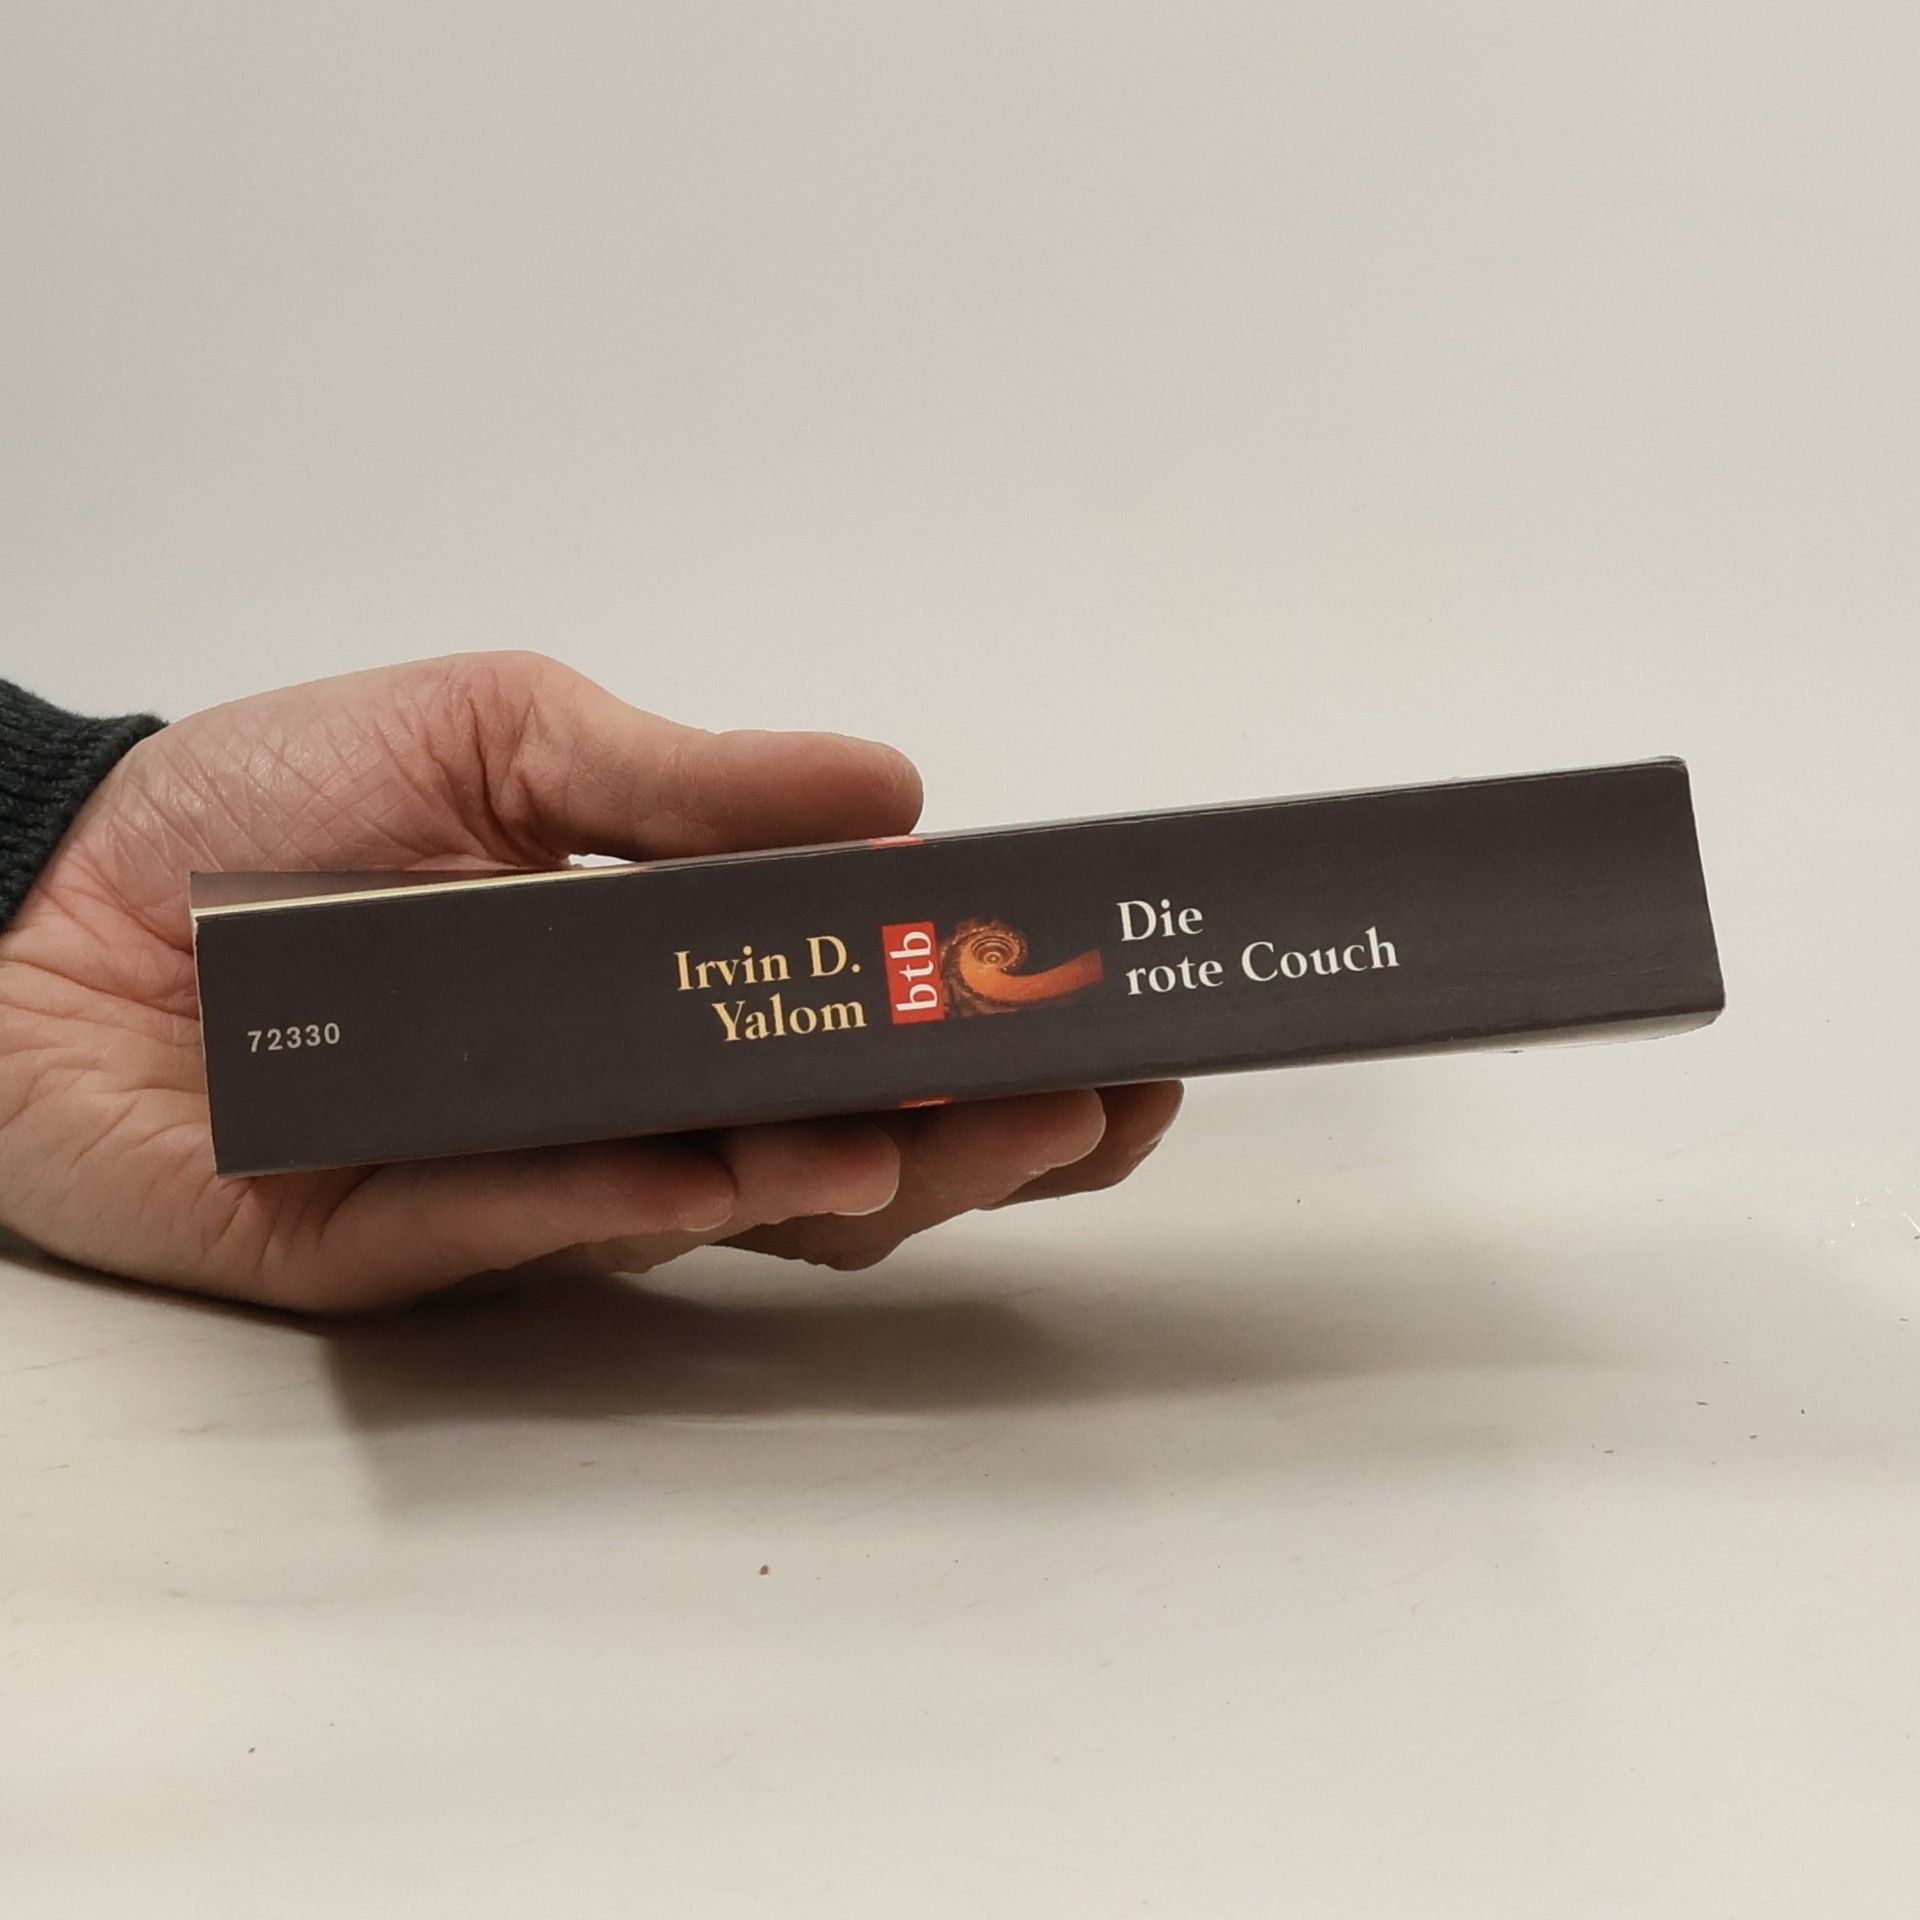 72330
Irvin D.
Yalom
btb
Die
rote Couch